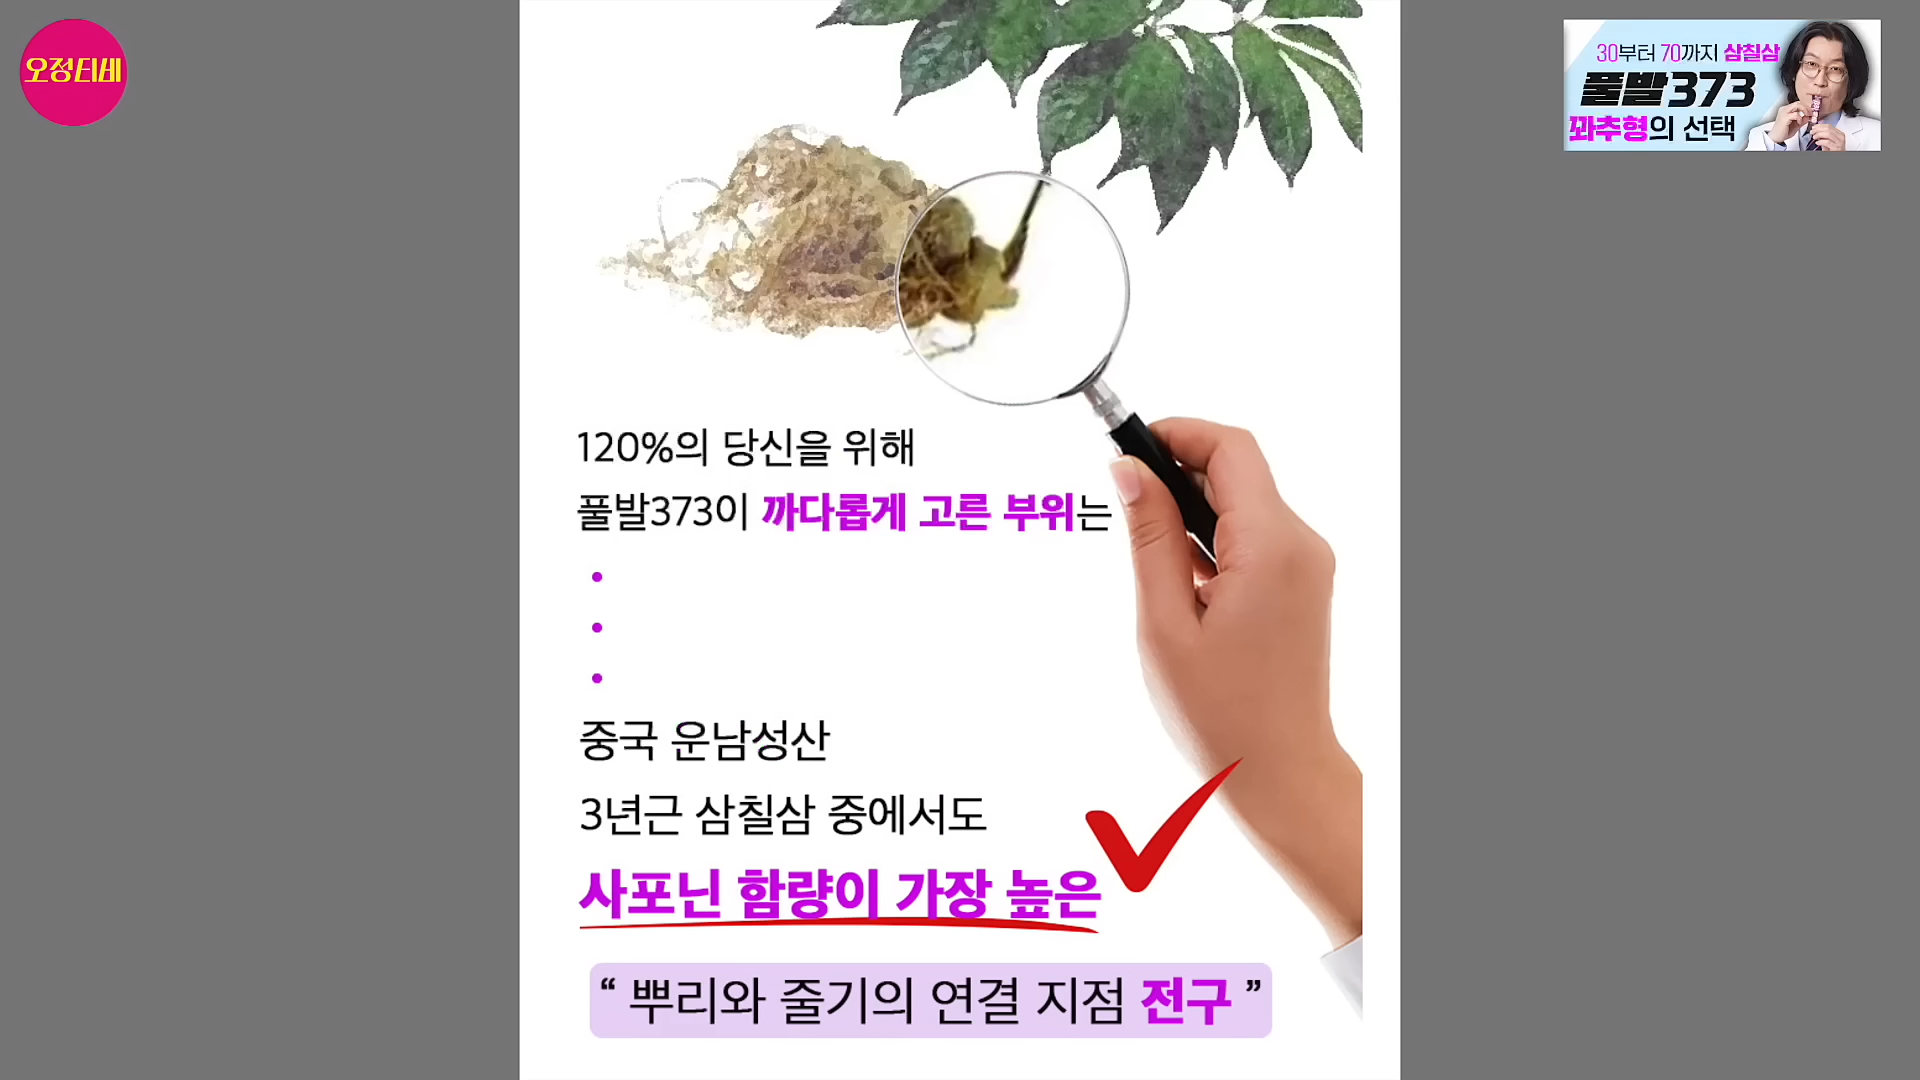 오정티비
30부터 70까지 삼칠삼
풀발373
꽈추형의 선택
120%의 당신을 위해
풀발373이 까다롭게 고른 부위는
중국 운남성산
3년근 삼칠삼 중에서도
사포닌 함량이 가장 높은
“ 뿌리와 줄기의 연결 지점 전구 ”